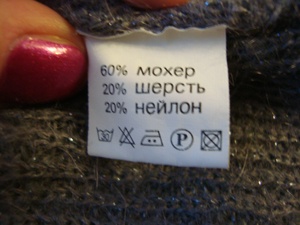 60% мохер
20% шерсть
20% нейлон
P